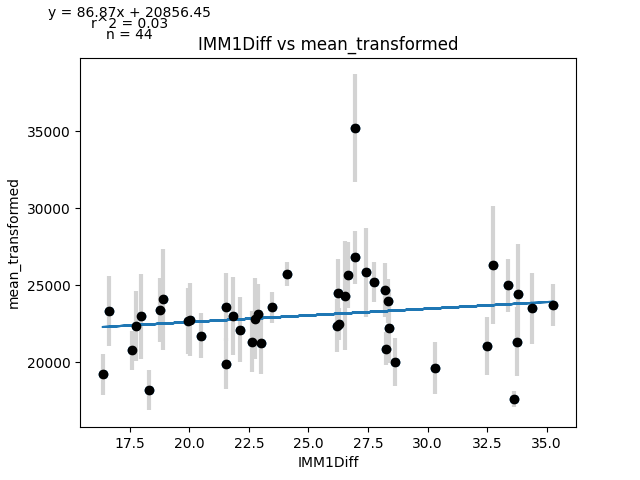 y = 86.87x + 20856.45
r^2 = 0.03
n = 44
IMM1Diff vs mean_transformed
mean_transformed
35000
30000
25000
20000
17.5 20.0 22.5 25.0 27.5 30.0 32.5 35.0
IMM1Diff